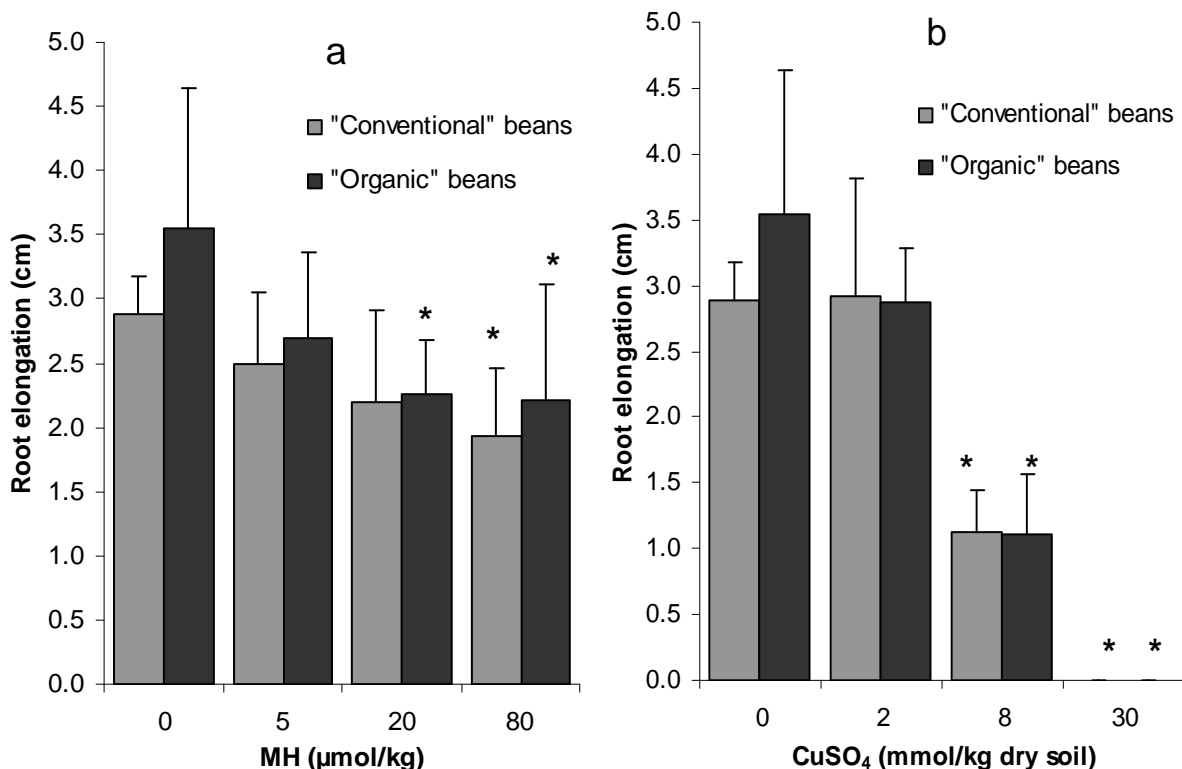 a
"Conventional" beans
"Organic" beans
Root elongation (cm)
5.0
4.5
4.0
3.5
3.0
2.5
2.0
1.5
1.0
0.5
0.0
*
*
*
0 5 20 80
MH (µmol/kg)
b
"Conventional" beans
"Organic" beans
Root elongation (cm)
5.0
4.5
4.0
3.5
3.0
2.5
2.0
1.5
1.0
0.5
0.0
* *
* *
0 2 8 30
CuSO₄ (mmol/kg dry soil)